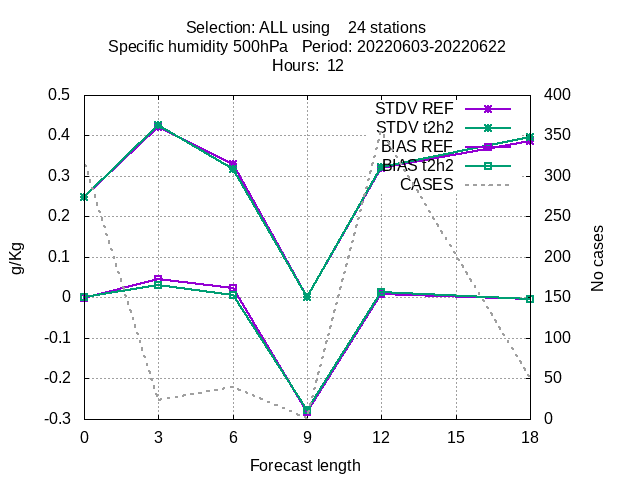 Selection: ALL using    24 stations
Specific humidity 500hPa   Period: 20220603-20220622
Hours:  12
0.5
0.4
0.3
0.2
0.1
0
-0.1
-0.2
-0.3
g/Kg
STDV REF
STDV t2h2
BIAS REF
BIAS t2h2
CASES
400
350
300
250
200
150
100
50
0
No cases
0 3 6 9 12 15 18
Forecast length